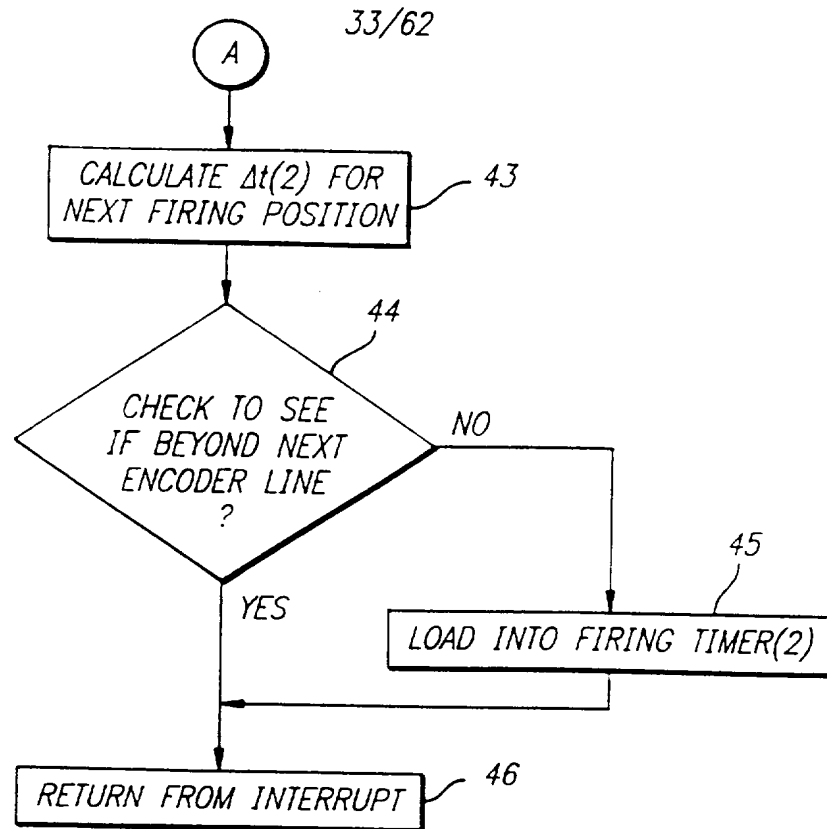 33/62
A
CALCULATE Δt(2) FOR
NEXT FIRING POSITION
43
44
CHECK TO SEE
IF BEYOND NEXT
ENCODER LINE
?
NO
YES
45
LOAD INTO FIRING TIMER(2)
46
RETURN FROM INTERRUPT